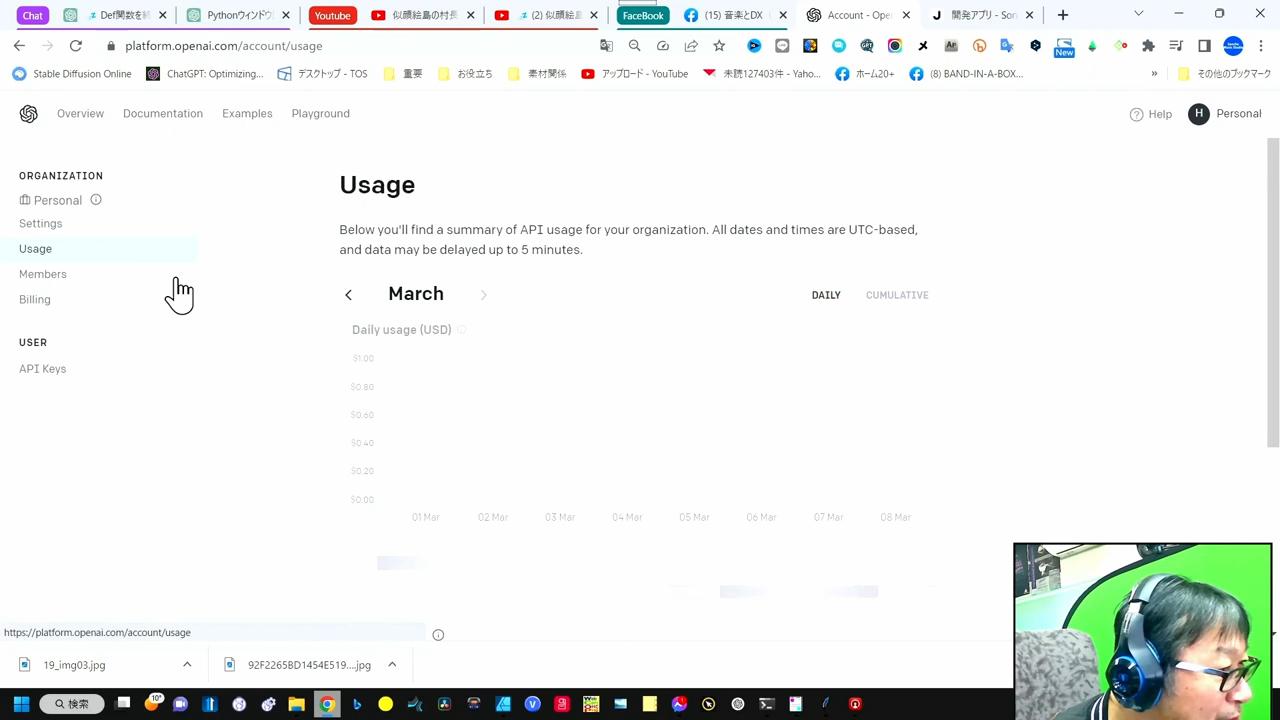 Chat
Def関数を終
Pythonウィンドウ
Youtube
似顔絵島の村長
(2) 似顔絵島
FaceBook
(15) 音楽とDX
Account - Open
開発アプリ - Son
platform.openai.com/account/usage
New
Stable Diffusion Online
ChatGPT: Optimizing...
デスクトップ - TOS
重要
お役立ち
素材関係
アップロード - YouTube
未読127403件 - Yaho...
ホーム20+
(8) BAND-IN-A-BOX...
»
その他のブックマーク
Overview
Documentation
Examples
Playground
Help
H
Personal
ORGANIZATION
Personal
Settings
Usage
Members
Billing
USER
API Keys
Usage
Below you'll find a summary of API usage for your organization. All dates and times are UTC-based,
and data may be delayed up to 5 minutes.
March
DAILY
CUMULATIVE
Daily usage (USD)
$1.00
$0.80
$0.60
$0.40
$0.20
$0.00
01 Mar
02 Mar
03 Mar
04 Mar
05 Mar
06 Mar
07 Mar
08 Mar
https://platform.openai.com/account/usage
19_img03.jpg
92F2265BD1454E519....jpg
10°
検索